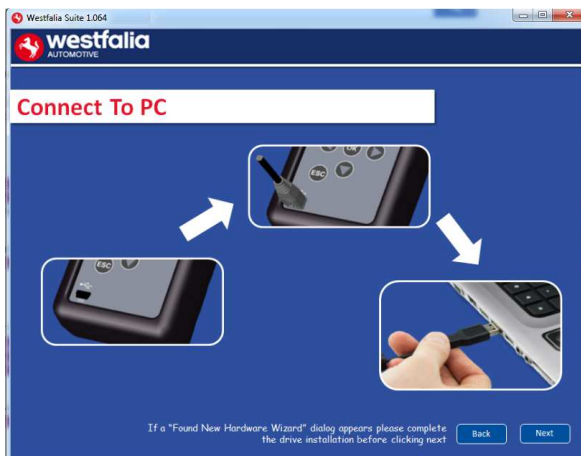 Westfalia Suite 1.064
westfalia
AUTOMOTIVE
Connect To PC
OK
ESC
ESC
If a "Found New Hardware Wizard" dialog appears please complete
the drive installation before clicking next
Back
Next